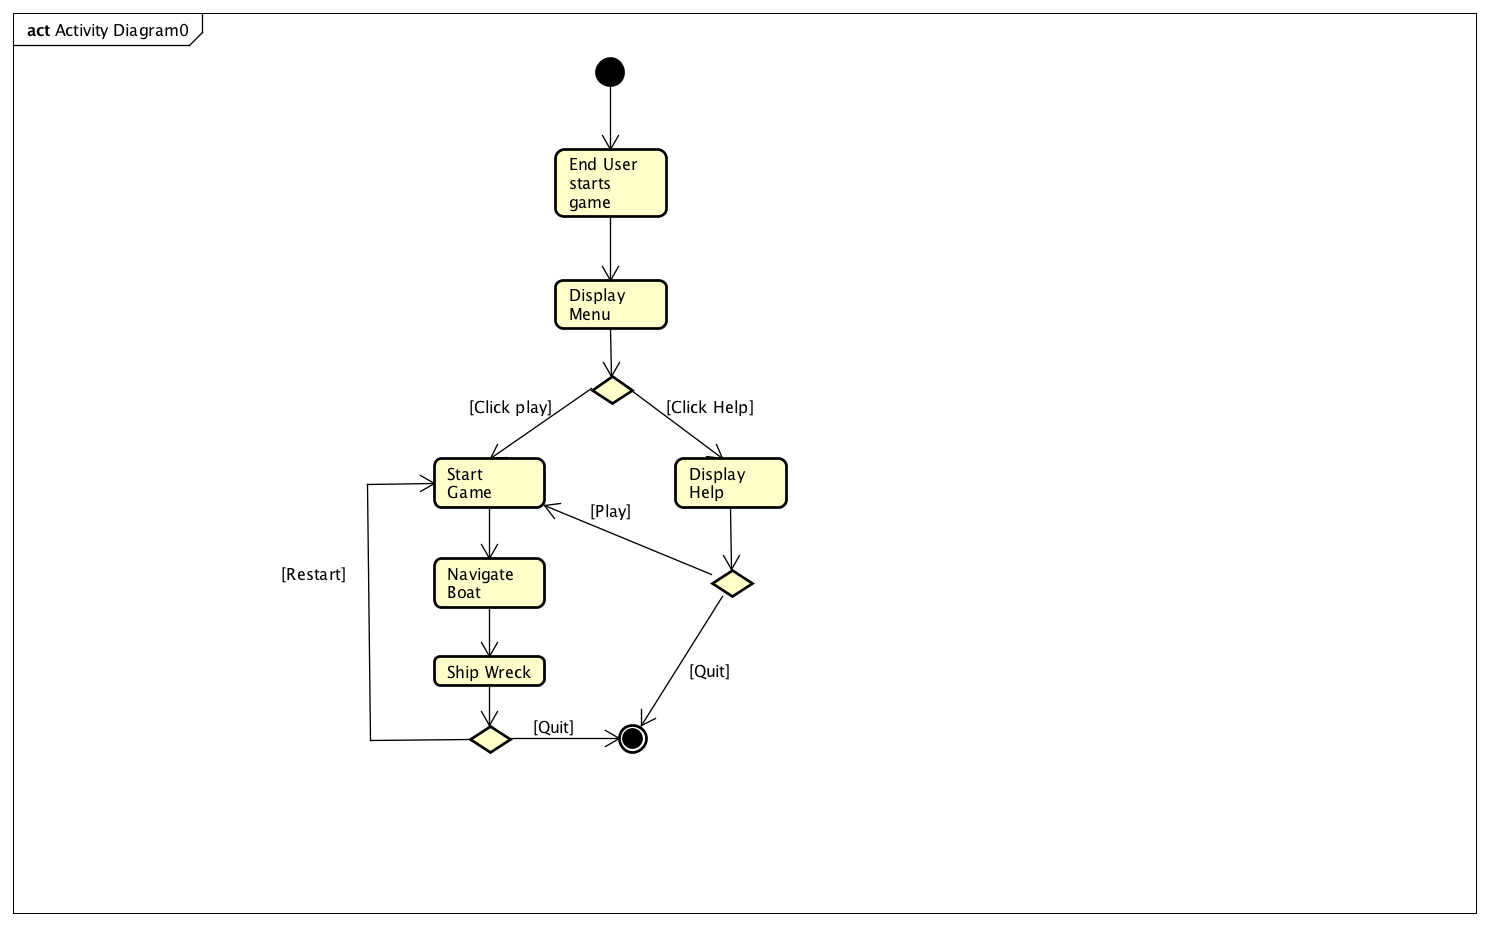 act Activity Diagram0
End User
starts
game
Display
Menu
[Click play]
[Click Help]
Start
Game
Display
Help
[Play]
[Restart]
Navigate
Boat
Ship Wreck
[Quit]
[Quit]